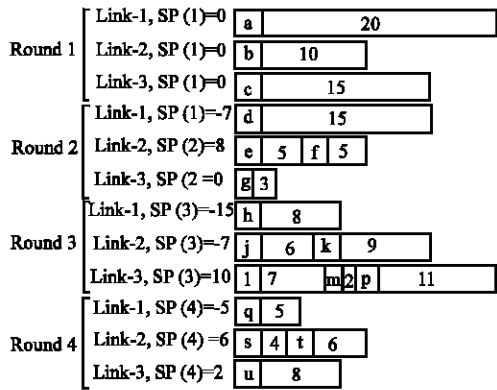 Round 1
Link-1, SP (1)=0 a 20
Link-2, SP (1)=0 b 10
Link-3, SP (1)=0 c 15
Round 2
Link-1, SP (1)=-7 d 15
Link-2, SP (2)=8 e 5 f 5
Link-3, SP (2 =0 g 3
Round 3
Link-1, SP (3)=-15 h 8
Link-2, SP (3)=-7 j 6 k 9
Link-3, SP (3)=10 l 7 m 2 p 11
Round 4
Link-1, SP (4)=-5 q 5
Link-2, SP (4) =6 s 4 t 6
Link-3, SP (4)=2 u 8